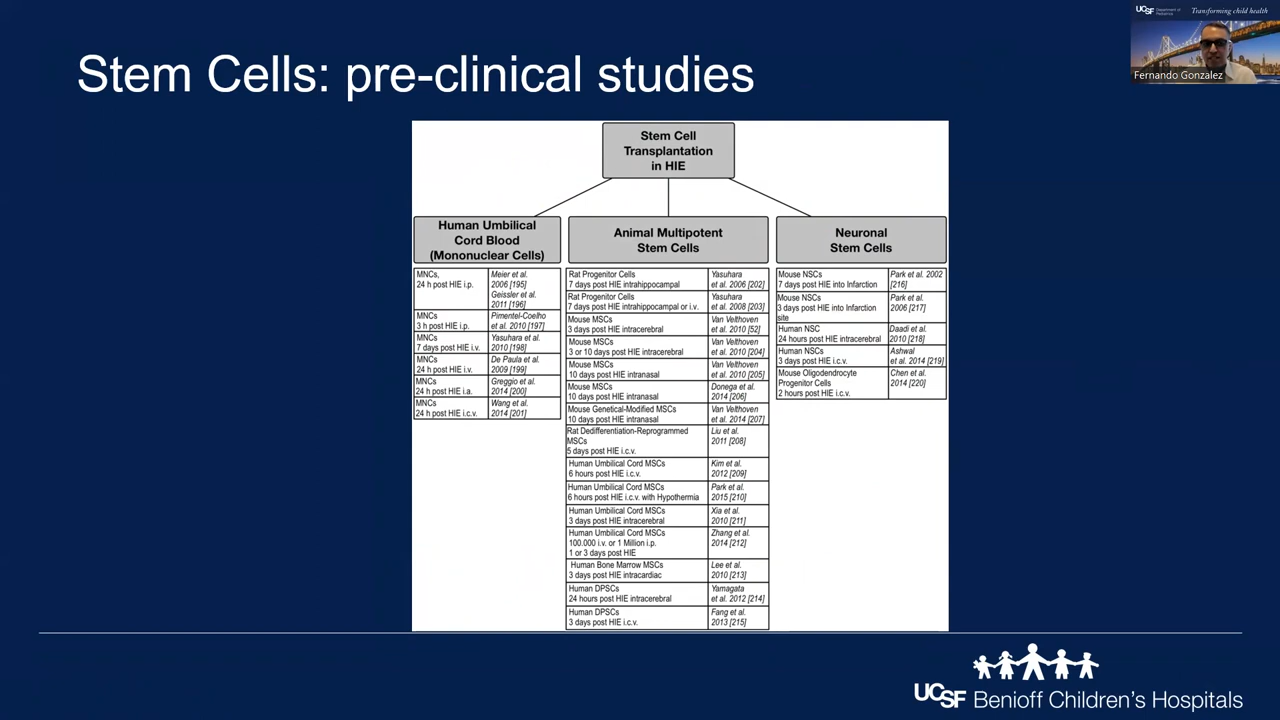 UCSF Department of Pediatrics
Transforming child health
Fernando Gonzalez
Stem Cells: pre-clinical studies
Stem Cell
Transplantation
in HIE
Human Umbilical
Cord Blood
(Mononuclear Cells)
MNCs,
24 h post HIE i.p.
Meier et al.
2006 [195]
Geissler et al.
2011 [196]
MNCs
3 h post HIE i.p.
Pimentel-Coelho
et al. 2010 [197]
MNCs
7 days post HIE i.v.
Yasuhara et al.
2010 [198]
MNCs
24 h post HIE i.v.
De Paula et al.
2009 [199]
MNCs
24 h post HIE i.a.
Greggio et al.
2014 [200]
MNCs
24 h post HIE i.c.v.
Wang et al.
2014 [201]
Animal Multipotent
Stem Cells
Rat Progenitor Cells
7 days post HIE intrahippocampal
Yasuhara
et al. 2006 [202]
Rat Progenitor Cells
7 days post HIE intrahippocampal or i.v.
Yasuhara
et al. 2008 [203]
Mouse MSCs
3 days post HIE intracerebral
Van Velthoven
et al. 2010 [52]
Mouse MSCs
3 or 10 days post HIE intracerebral
Van Velthoven
et al. 2010 [204]
Mouse MSCs
10 days post HIE intranasal
Van Velthoven
et al. 2010 [205]
Mouse MSCs
10 days post HIE intranasal
Donega et al.
2014 [206]
Mouse Genetical-Modified MSCs
10 days post HIE intranasal
Van Velthoven
et al. 2014 [207]
Rat Dedifferentiation-Reprogrammed
MSCs
5 days post HIE i.c.v.
Liu et al.
2011 [208]
Human Umbilical Cord MSCs
6 hours post HIE i.c.v.
Kim et al.
2012 [209]
Human Umbilical Cord MSCs
6 hours post HIE i.c.v. with Hypothermia
Park et al.
2015 [210]
Human Umbilical Cord MSCs
3 days post HIE intracerebral
Xia et al.
2010 [211]
Human Umbilical Cord MSCs
100.000 i.v. or 1 Million i.p.
1 or 3 days post HIE
Zhang et al.
2014 [212]
Human Bone Marrow MSCs
3 days post HIE intracardiac
Lee et al.
2010 [213]
Human DPSCs
24 hours post HIE intracerebral
Yamagata
et al. 2012 [214]
Human DPSCs
3 days post HIE i.c.v.
Fang et al.
2013 [215]
Neuronal
Stem Cells
Mouse NSCs
7 days post HIE into Infarction
Park et al. 2002
[216]
Mouse NSCs
3 days post HIE into Infarction
site
Park et al.
2006 [217]
Human NSC
24 hours post HIE intracerebral
Daadi et al.
2010 [218]
Human NSCs
3 days post HIE i.c.v.
Ashwal
et al. 2014 [219]
Mouse Oligodendrocyte
Progenitor Cells
2 hours post HIE i.c.v.
Chen et al.
2014 [220]
UCSF Benioff Children's Hospitals